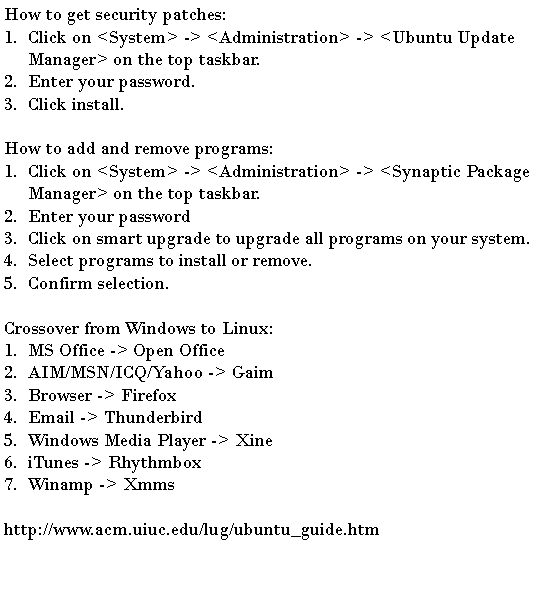 How to get security patches:
1. Click on <System> -> <Administration> -> <Ubuntu Update
Manager> on the top taskbar.
2. Enter your password.
3. Click install.
How to add and remove programs:
1. Click on <System> -> <Administration> -> <Synaptic Package
Manager> on the top taskbar.
2. Enter your password
3. Click on smart upgrade to upgrade all programs on your system.
4. Select programs to install or remove.
5. Confirm selection.
Crossover from Windows to Linux:
1. MS Office -> Open Office
2. AIM/MSN/ICQ/Yahoo -> Gaim
3. Browser -> Firefox
4. Email -> Thunderbird
5. Windows Media Player -> Xine
6. iTunes -> Rhythmbox
7. Winamp -> Xmms
http://www.acm.uiuc.edu/lug/ubuntu_guide.htm